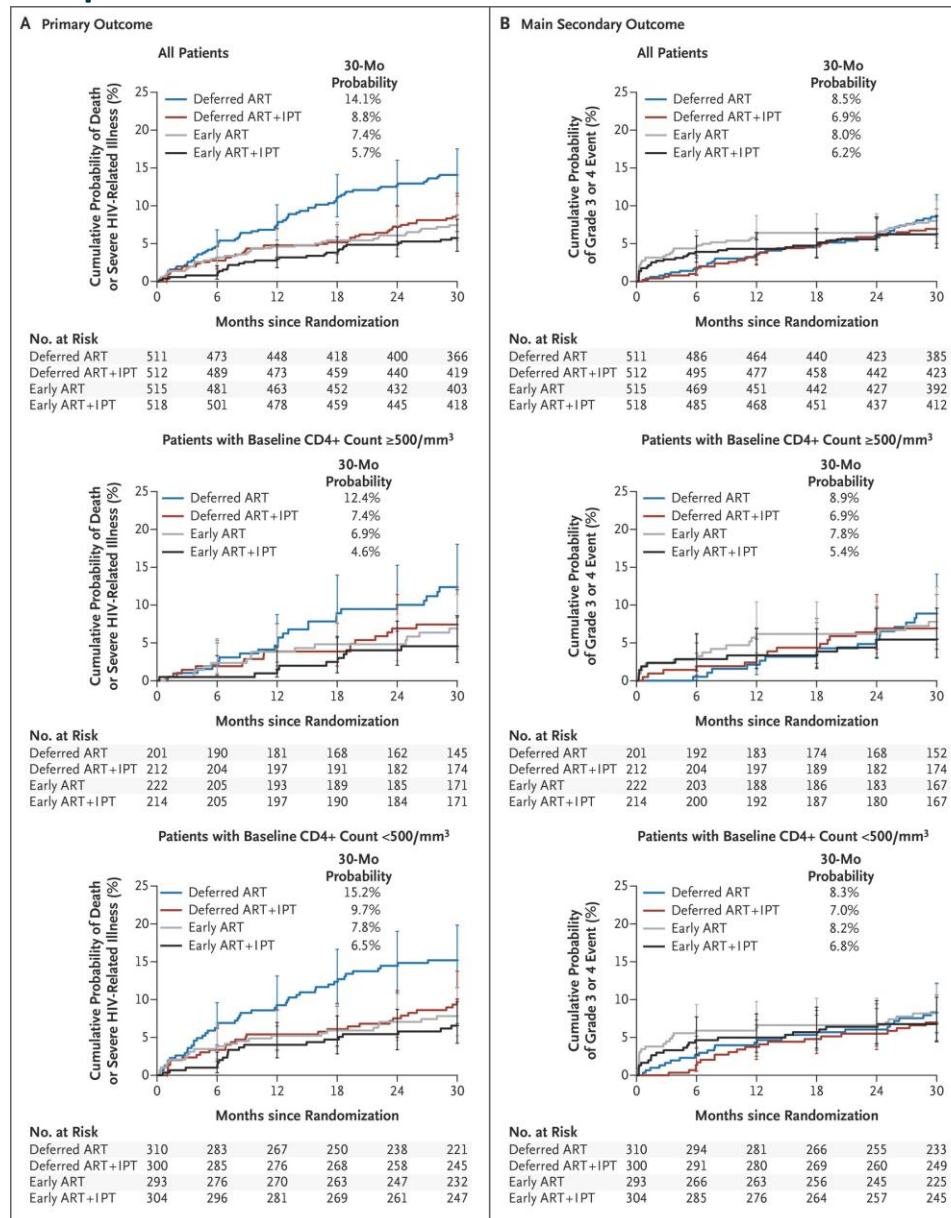 A Primary Outcome
All Patients
30-Mo
Probability
Deferred ART 14.1%
Deferred ART+IPT 8.8%
Early ART 7.4%
Early ART+IPT 5.7%
Cumulative Probability of Death
or Severe HIV-Related Illness (%)
25
20
15
10
5
0
0 6 12 18 24 30
Months since Randomization
No. at Risk
Deferred ART 511 473 448 418 400 366
Deferred ART+IPT 512 489 473 459 440 419
Early ART 515 481 463 452 432 403
Early ART+IPT 518 501 478 459 445 418
Patients with Baseline CD4+ Count ≥500/mm³
30-Mo
Probability
Deferred ART 12.4%
Deferred ART+IPT 7.4%
Early ART 6.9%
Early ART+IPT 4.6%
Cumulative Probability of Death
or Severe HIV-Related Illness (%)
25
20
15
10
5
0
0 6 12 18 24 30
Months since Randomization
No. at Risk
Deferred ART 201 190 181 168 162 145
Deferred ART+IPT 212 204 197 191 182 174
Early ART 222 205 193 189 185 171
Early ART+IPT 214 205 197 190 184 171
Patients with Baseline CD4+ Count <500/mm³
30-Mo
Probability
Deferred ART 15.2%
Deferred ART+IPT 9.7%
Early ART 7.8%
Early ART+IPT 6.5%
Cumulative Probability of Death
or Severe HIV-Related Illness (%)
25
20
15
10
5
0
0 6 12 18 24 30
Months since Randomization
No. at Risk
Deferred ART 310 283 267 250 238 221
Deferred ART+IPT 300 285 276 268 258 245
Early ART 293 276 270 263 247 232
Early ART+IPT 304 296 281 269 261 247
B Main Secondary Outcome
All Patients
30-Mo
Probability
Deferred ART 8.5%
Deferred ART+IPT 6.9%
Early ART 8.0%
Early ART+IPT 6.2%
Cumulative Probability
of Grade 3 or 4 Event (%)
25
20
15
10
5
0
0 6 12 18 24 30
Months since Randomization
No. at Risk
Deferred ART 511 486 464 440 423 385
Deferred ART+IPT 512 495 477 458 442 423
Early ART 515 469 451 442 427 392
Early ART+IPT 518 485 468 451 437 412
Patients with Baseline CD4+ Count ≥500/mm³
30-Mo
Probability
Deferred ART 8.9%
Deferred ART+IPT 6.9%
Early ART 7.8%
Early ART+IPT 5.4%
Cumulative Probability
of Grade 3 or 4 Event (%)
25
20
15
10
5
0
0 6 12 18 24 30
Months since Randomization
No. at Risk
Deferred ART 201 192 183 174 168 152
Deferred ART+IPT 212 204 197 189 182 174
Early ART 222 203 188 186 183 167
Early ART+IPT 214 200 192 187 180 167
Patients with Baseline CD4+ Count <500/mm³
30-Mo
Probability
Deferred ART 8.3%
Deferred ART+IPT 7.0%
Early ART 8.2%
Early ART+IPT 6.8%
Cumulative Probability
of Grade 3 or 4 Event (%)
25
20
15
10
5
0
0 6 12 18 24 30
Months since Randomization
No. at Risk
Deferred ART 310 294 281 266 255 233
Deferred ART+IPT 300 291 280 269 260 249
Early ART 293 266 263 256 245 225
Early ART+IPT 304 285 276 264 257 245